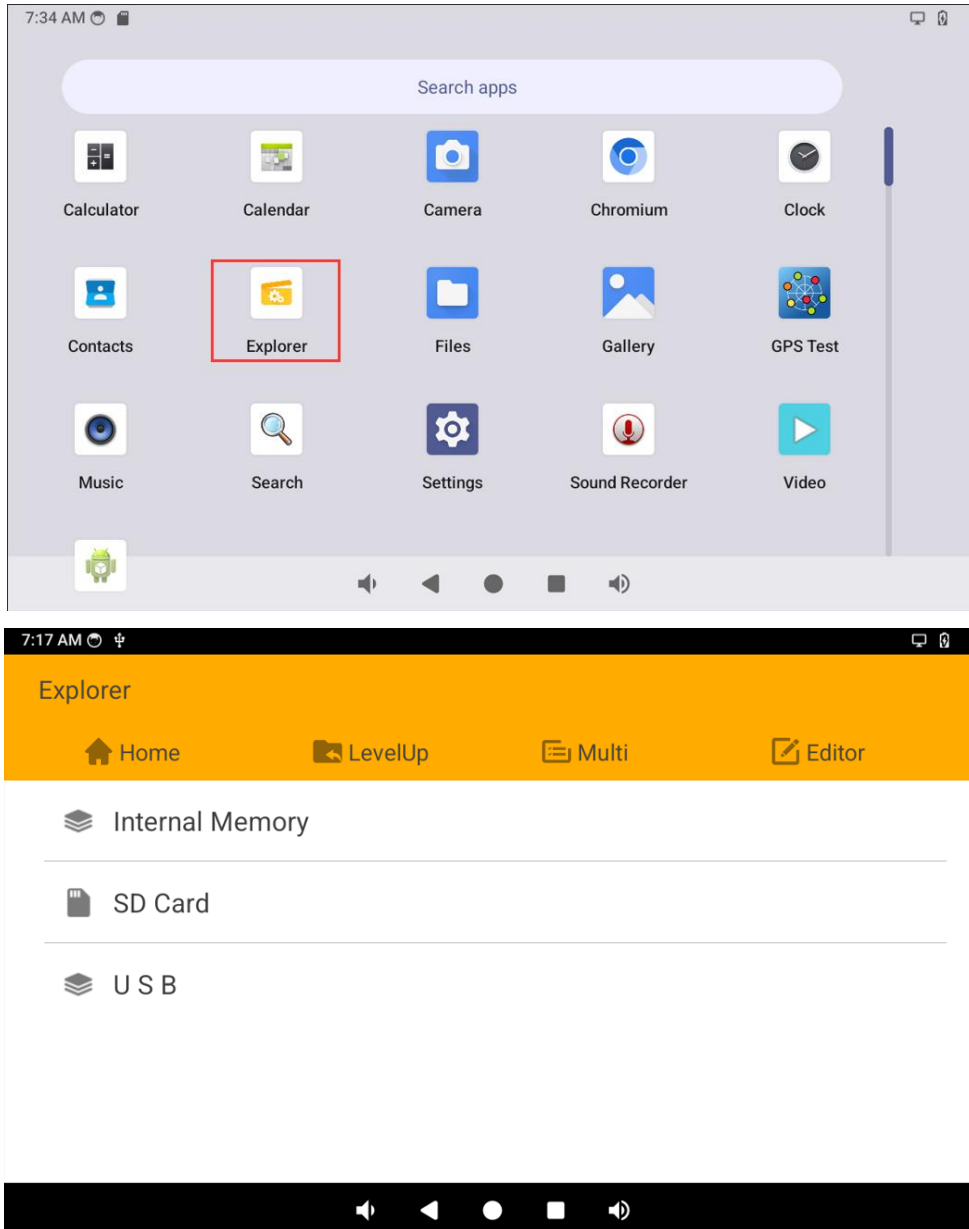 7:34 AM
Search apps
Calculator Calendar Camera Chromium Clock
Contacts Explorer Files Gallery GPS Test
Music Search Settings Sound Recorder Video
7:17 AM
Explorer
Home LevelUp Multi Editor
Internal Memory
SD Card
U S B